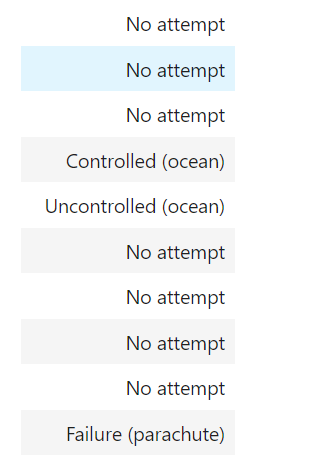 No attempt
No attempt
No attempt
Controlled (ocean)
Uncontrolled (ocean)
No attempt
No attempt
No attempt
No attempt
Failure (parachute)